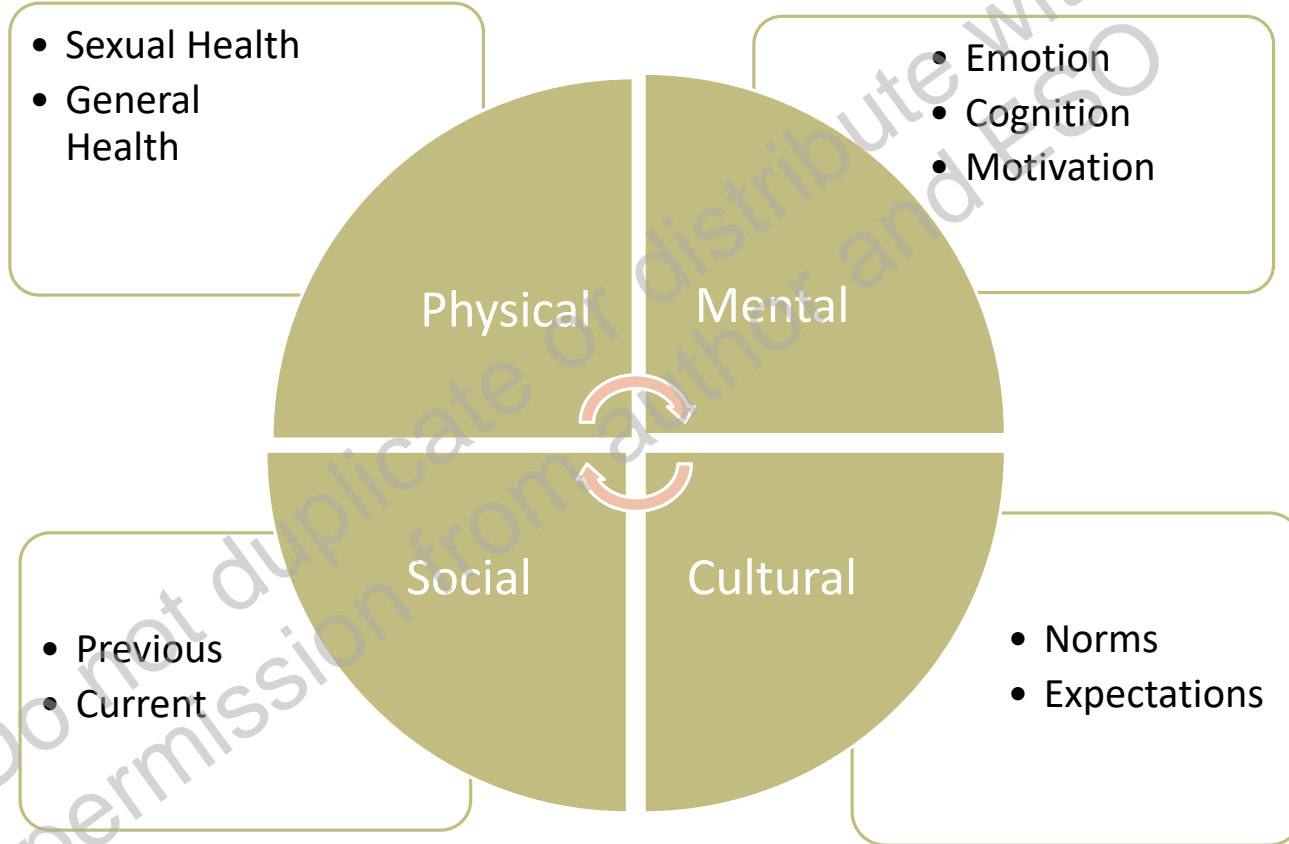 • Sexual Health
• General
Health
• Emotion
• Cognition
• Motivation
Physical
Mental
Social
Cultural
• Previous
• Current
• Norms
• Expectations
Do not duplicate or distribute
permission from author and ESO